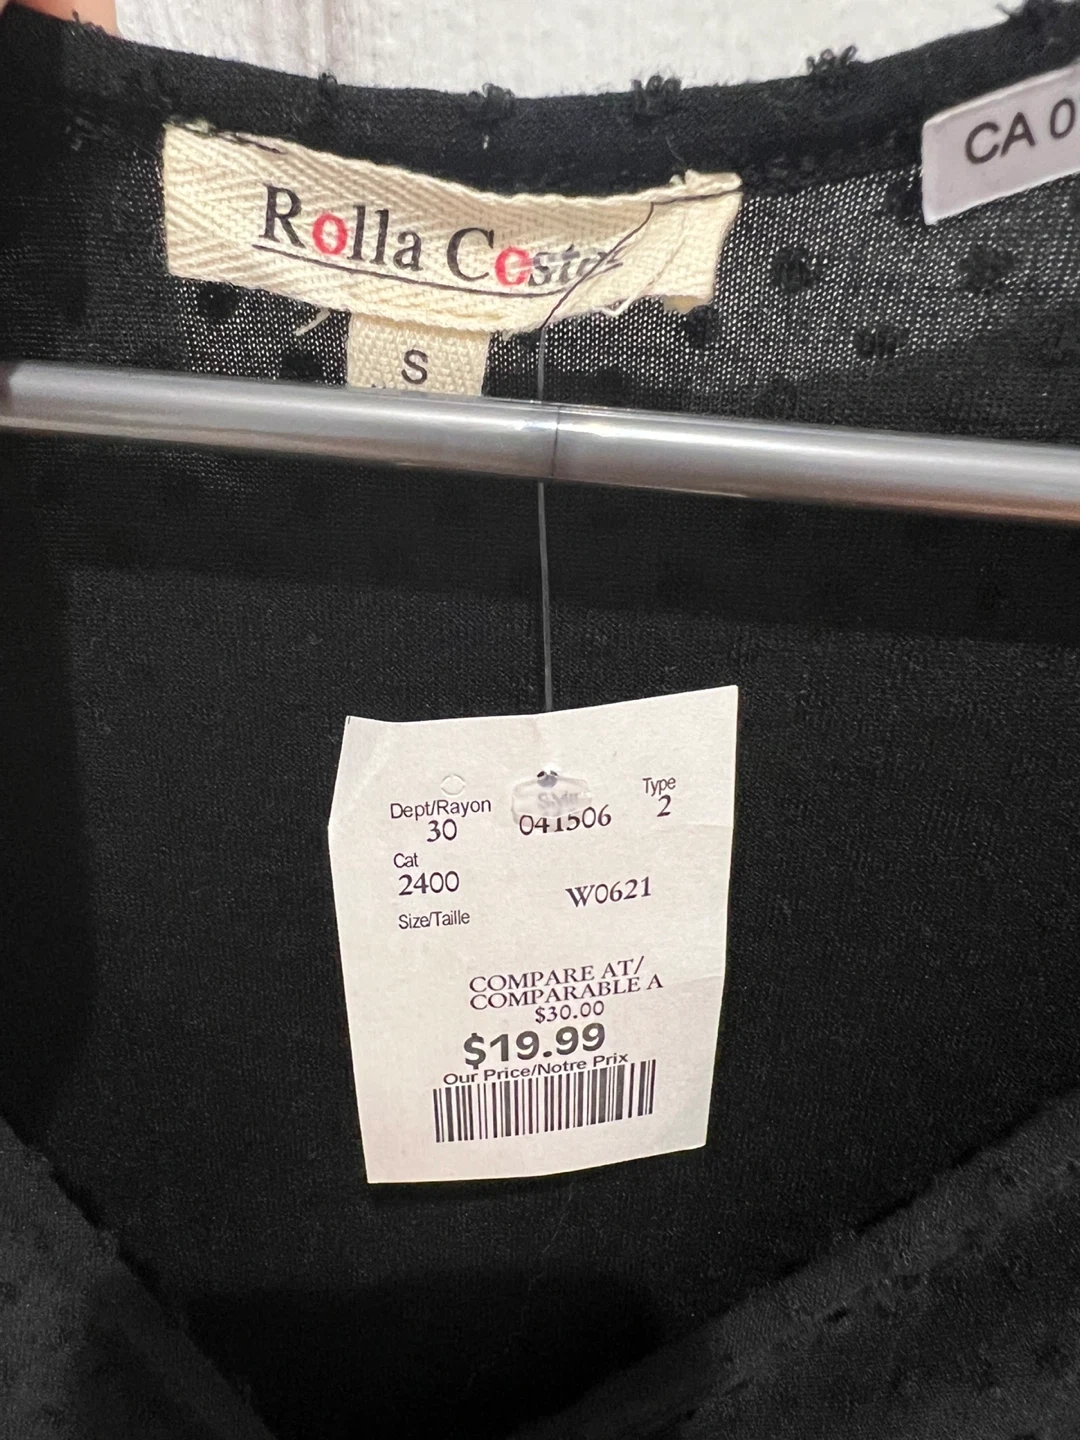 CA 0
Rolla Costa
S
Dept/Rayon
30
Style
041506
Type
2
Cat
2400
W0621
Size/Taille
COMPARE AT/
COMPARABLE A
$30.00
$19.99
Our Price/Notre Prix